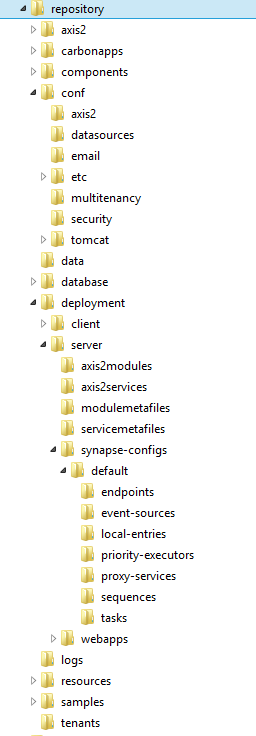 repository
axis2
carbonapps
components
conf
axis2
datasources
email
etc
multitenancy
security
tomcat
data
database
deployment
client
server
axis2modules
axis2services
modulemetafiles
servicemetafiles
synapse-configs
default
endpoints
event-sources
local-entries
priority-executors
proxy-services
sequences
tasks
webapps
logs
resources
samples
tenants